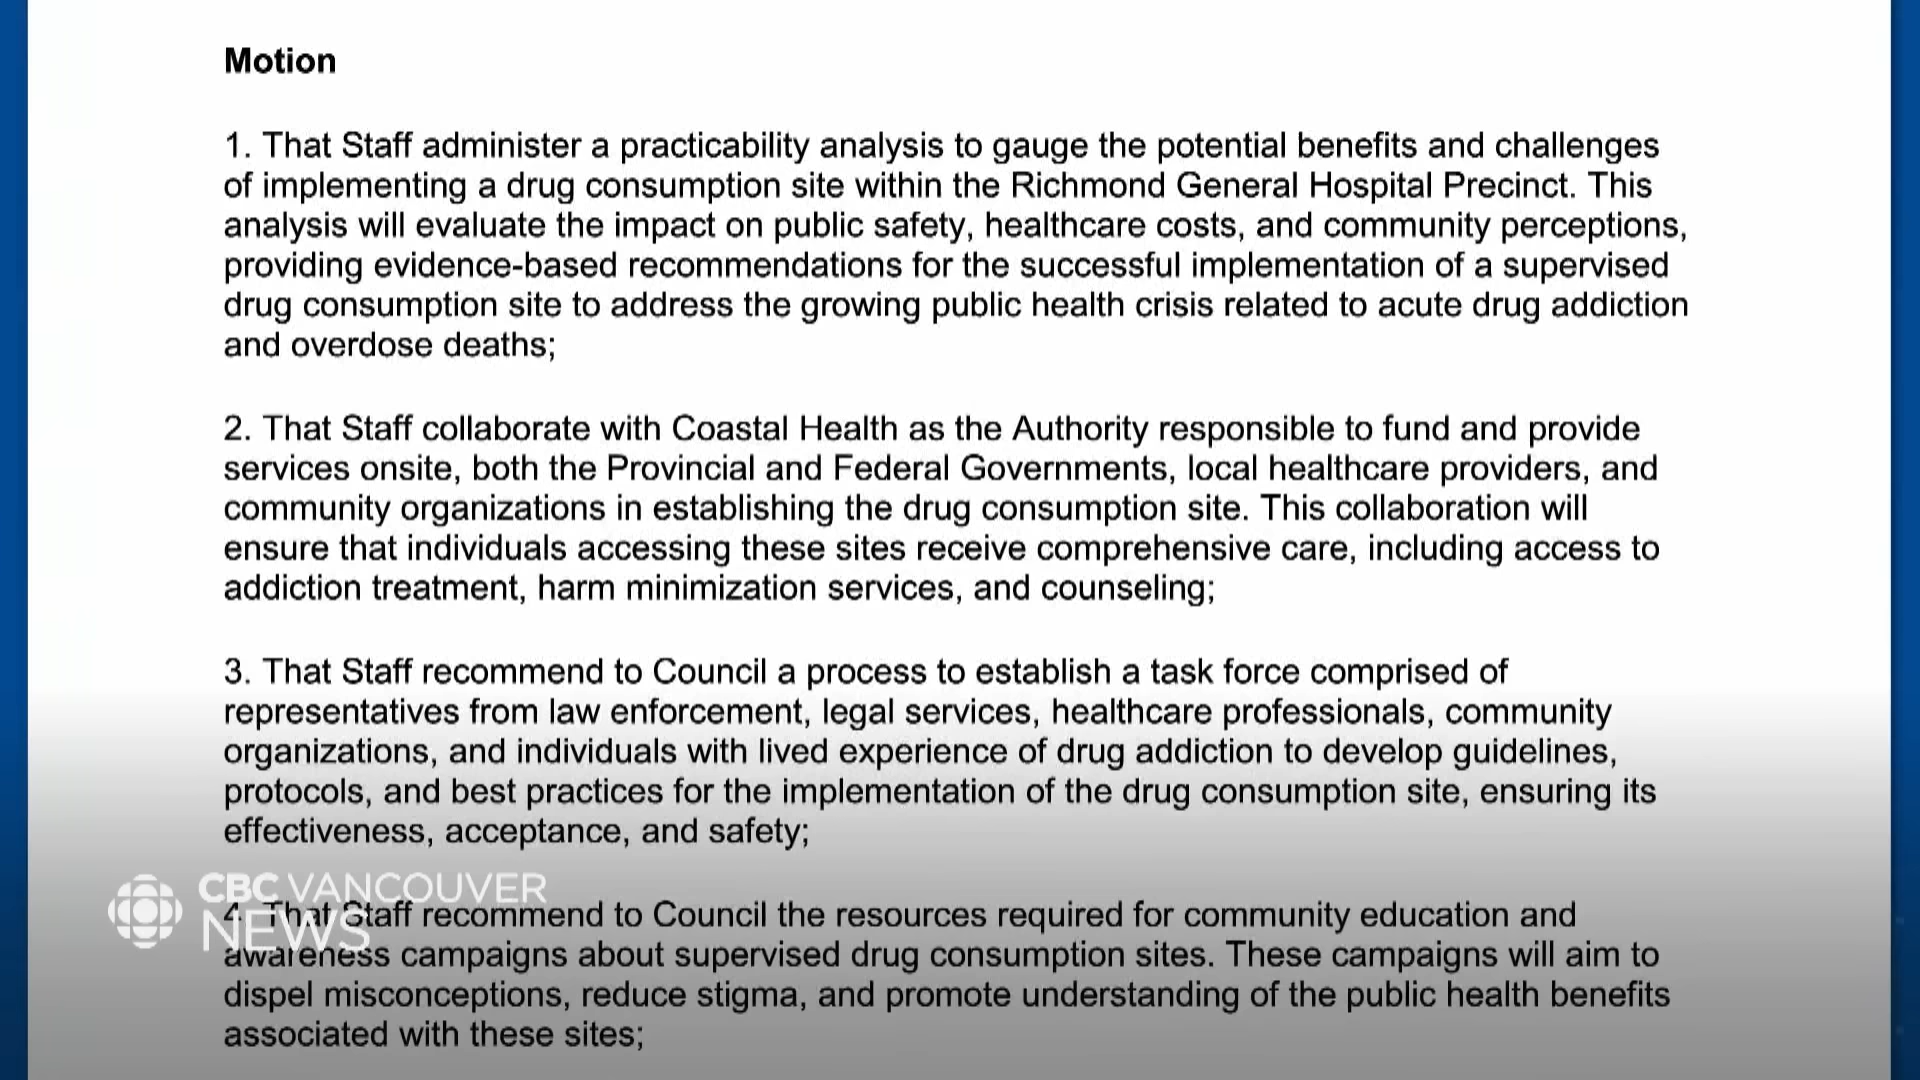 Motion
1. That Staff administer a practicability analysis to gauge the potential benefits and challenges
of implementing a drug consumption site within the Richmond General Hospital Precinct. This
analysis will evaluate the impact on public safety, healthcare costs, and community perceptions,
providing evidence-based recommendations for the successful implementation of a supervised
drug consumption site to address the growing public health crisis related to acute drug addiction
and overdose deaths;
2. That Staff collaborate with Coastal Health as the Authority responsible to fund and provide
services onsite, both the Provincial and Federal Governments, local healthcare providers, and
community organizations in establishing the drug consumption site. This collaboration will
ensure that individuals accessing these sites receive comprehensive care, including access to
addiction treatment, harm minimization services, and counseling;
3. That Staff recommend to Council a process to establish a task force comprised of
representatives from law enforcement, legal services, healthcare professionals, community
organizations, and individuals with lived experience of drug addiction to develop guidelines,
protocols, and best practices for the implementation of the drug consumption site, ensuring its
effectiveness, acceptance, and safety;
CBC VANCOUVER
NEWS
4. That Staff recommend to Council the resources required for community education and
awareness campaigns about supervised drug consumption sites. These campaigns will aim to
dispel misconceptions, reduce stigma, and promote understanding of the public health benefits
associated with these sites;